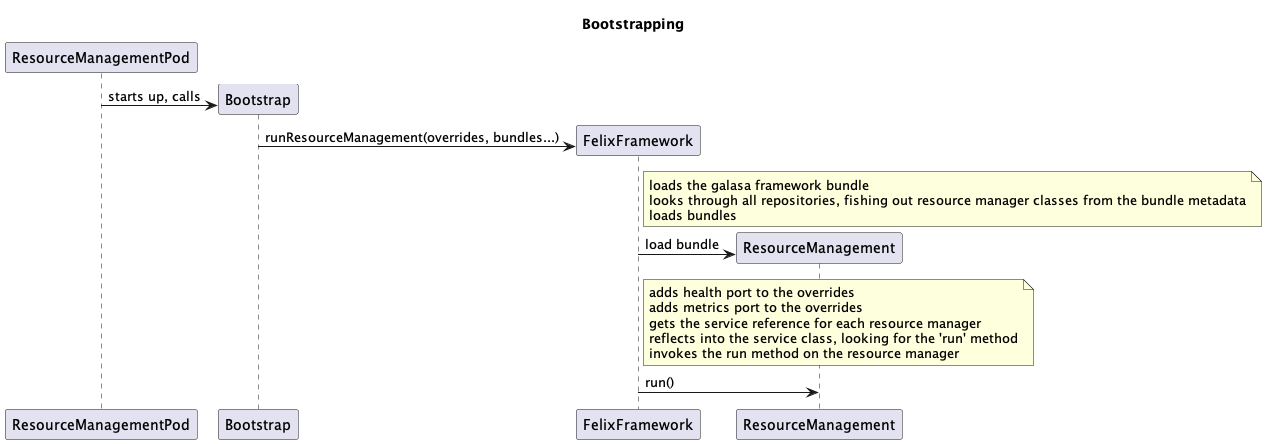 Bootstrapping
ResourceManagementPod
starts up, calls
Bootstrap
runResourceManagement(overrides, bundles...)
FelixFramework
loads the galasa framework bundle
looks through all repositories, fishing out resource manager classes from the bundle metadata
loads bundles
load bundle
ResourceManagement
adds health port to the overrides
adds metrics port to the overrides
gets the service reference for each resource manager
reflects into the service class, looking for the 'run' method
invokes the run method on the resource manager
run()
ResourceManagementPod
Bootstrap
FelixFramework
ResourceManagement